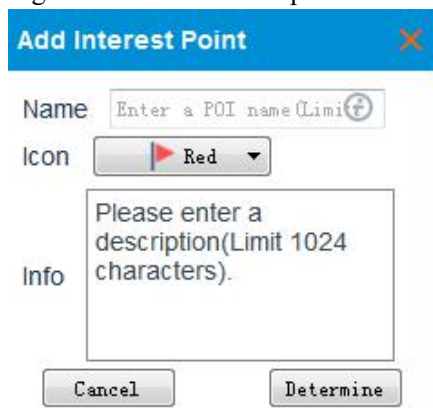 Add Interest Point
Name Enter a POI name(Limi
Icon Red
Please enter a
description(Limit 1024
Info characters).
Cancel Determine